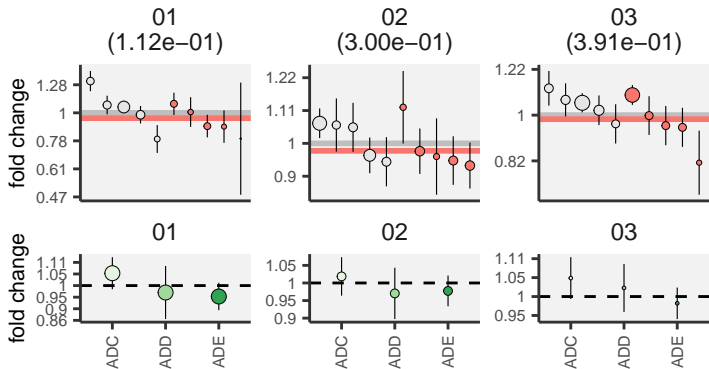 01
(1.12e−01)
02
(3.00e−01)
03
(3.91e−01)
fold change
1.28
1
0.78
0.61
0.47
1.22
1.11
1
0.9
1.22
1
0.82
01
02
03
fold change
1.11
1.05
1
0.95
0.9
0.86
1.05
1
0.95
0.9
1.11
1.05
1
0.95
ADC
ADD
ADE
ADC
ADD
ADE
ADC
ADD
ADE